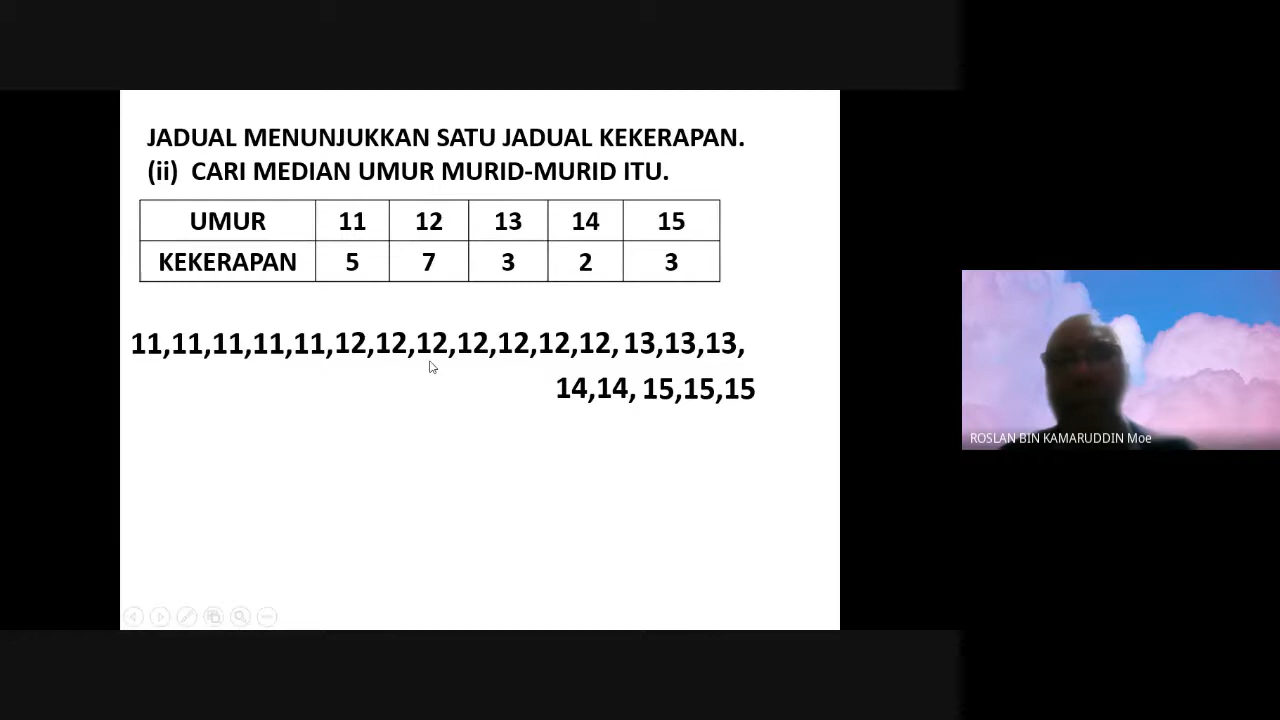 JADUAL MENUNJUKKAN SATU JADUAL KEKERAPAN.
(ii) CARI MEDIAN UMUR MURID-MURID ITU.
UMUR 11 12 13 14 15
KEKERAPAN 5 7 3 2 3
11,11,11,11,11,12,12,12,12,12,12,12, 13,13,13,
14,14, 15,15,15
ROSLAN BIN KAMARUDDIN Moe